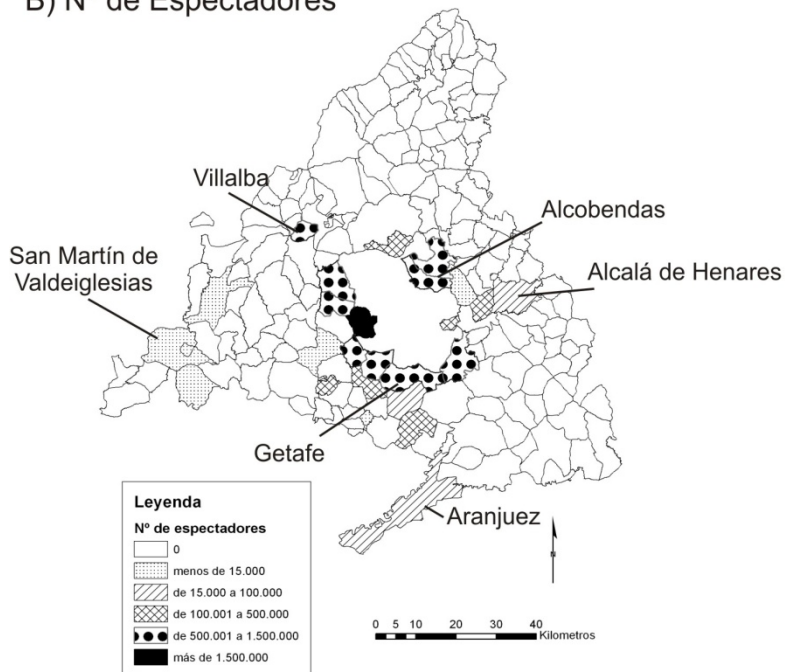 B) Nº de Espectadores
Villalba
Alcobendas
San Martín de
Valdeiglesias
Alcalá de Henares
Getafe
Aranjuez
Leyenda
Nº de espectadores
0
menos de 15.000
de 15.000 a 100.000
de 100.001 a 500.000
de 500.001 a 1.500.000
más de 1.500.000
N
0 5 10 20 30 40
Kilometros